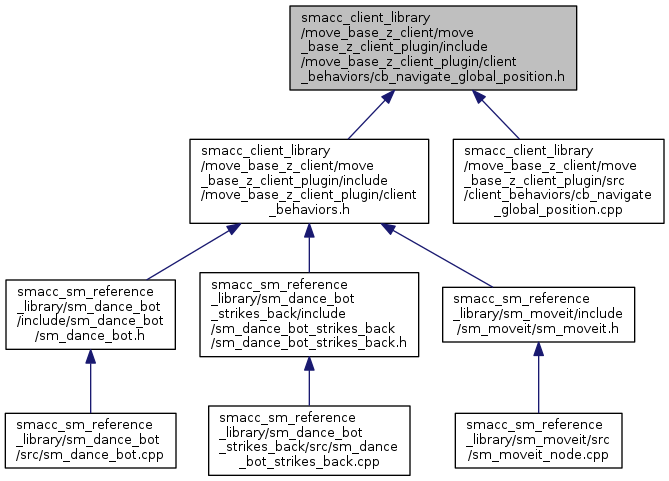 smacc_client_library
/move_base_z_client/move
_base_z_client_plugin/include
/move_base_z_client_plugin/client
_behaviors/cb_navigate_global_position.h
smacc_client_library
/move_base_z_client/move
_base_z_client_plugin/include
/move_base_z_client_plugin/client
_behaviors.h
smacc_client_library
/move_base_z_client/move
_base_z_client_plugin/src
/client_behaviors/cb_navigate
_global_position.cpp
smacc_sm_reference
_library/sm_dance_bot
/include/sm_dance_bot
/sm_dance_bot.h
smacc_sm_reference
_library/sm_dance_bot
_strikes_back/include
/sm_dance_bot_strikes_back
/sm_dance_bot_strikes_back.h
smacc_sm_reference
_library/sm_moveit/include
/sm_moveit/sm_moveit.h
smacc_sm_reference
_library/sm_dance_bot
/src/sm_dance_bot.cpp
smacc_sm_reference
_library/sm_dance_bot
_strikes_back/src/sm_dance
_bot_strikes_back.cpp
smacc_sm_reference
_library/sm_moveit/src
/sm_moveit_node.cpp